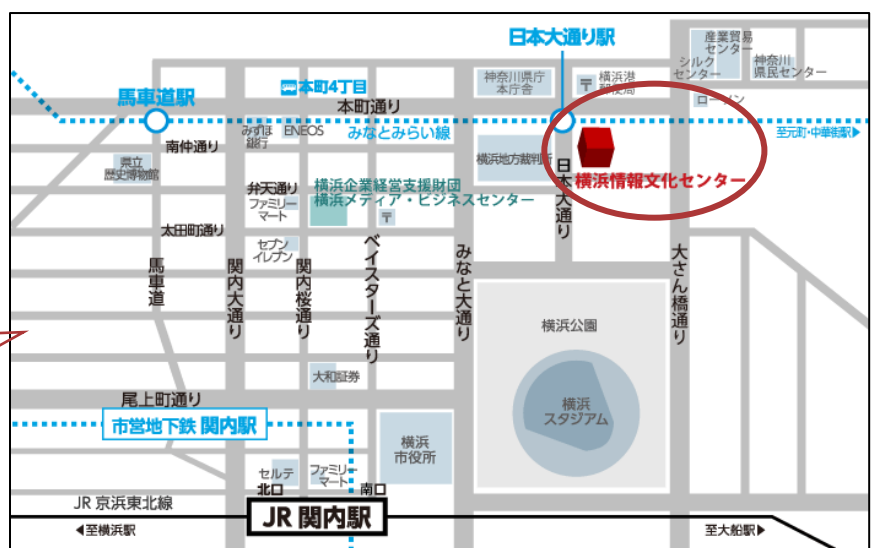 日本大通り駅
産業貿易
センター
シルク
センター
神奈川
県民センター
神奈川県庁
本庁舎
横浜港
郵便局
ローソン
本町4丁目
馬車道駅
本町通り
みずほ
銀行
ENEOS
みなとみらい線
至元町・中華街駅▶
南仲通り
県立
歴史博物館
横浜地方裁判所
日本大通り
横浜情報文化センター
弁天通り
ファミリー
マート
横浜企業経営支援財団
横浜メディア・ビジネスセンター
〒
〒
太田町通り
セブン
イレブン
馬車道
関内大通り
関内桜通り
ベイスターズ通り
みなと大通り
大さん橋通り
横浜公園
横浜
スタジアム
大和証券
尾上町通り
市営地下鉄 関内駅
横浜
市役所
セルテ
北口
ファミリー
マート
南口
JR 京浜東北線
JR 関内駅
◀至横浜駅
至大船駅▶